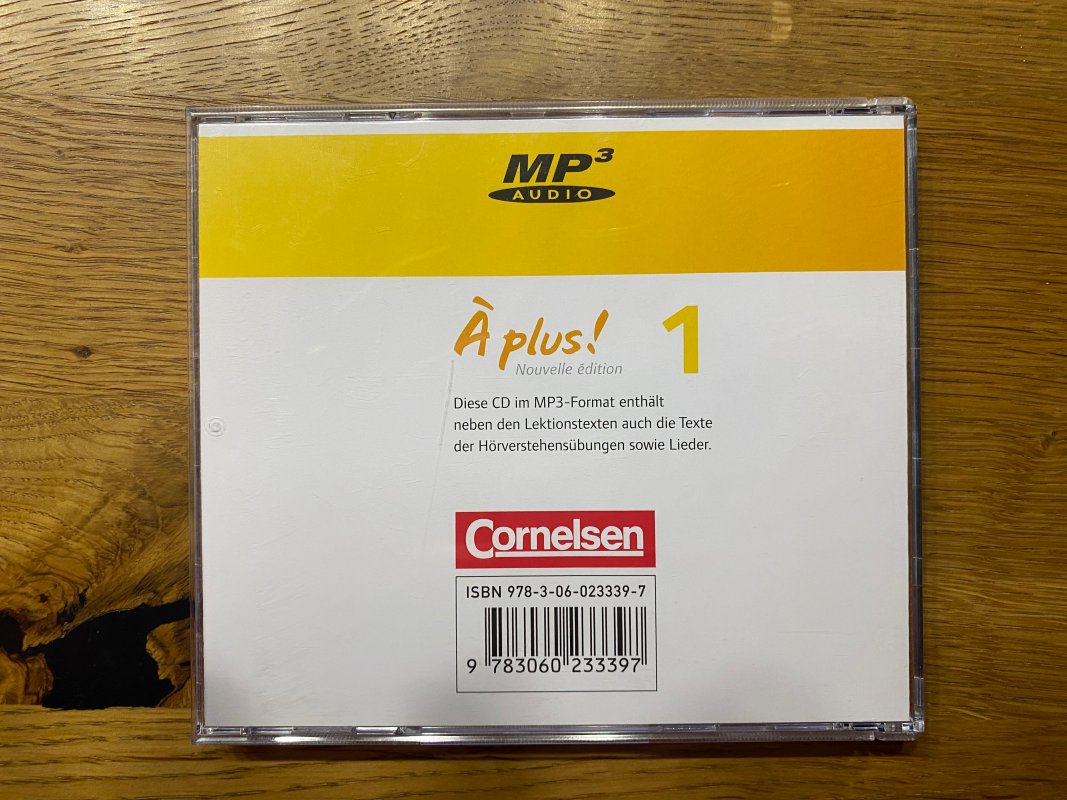 MP3
AUDIO
À plus! 1
Nouvelle édition
Diese CD im MP3-Format enthält
neben den Lektionstexten auch die Texte
der Hörverstehensübungen sowie Lieder.
Cornelsen
ISBN 978-3-06-023339-7
9 783060 233397